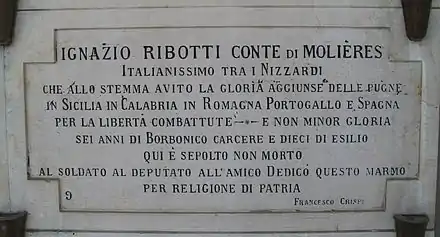 IGNAZIO RIBOTTI CONTE DI MOLIÈRES
ITALIANISSIMO TRA I NIZZARDI
CHE ALLO STEMMA AVITO LA GLORIA AGGIUNSE DELLE PUGNE
IN SICILIA IN CALABRIA IN ROMAGNA PORTOGALLO E SPAGNA
PER LA LIBERTÀ COMBATTUTE —*— E NON MINOR GLORIA
SEI ANNI DI BORBONICO CARCERE E DIECI DI ESILIO
QUI È SEPOLTO NON MORTO
AL SOLDATO AL DEPUTATO ALL'AMICO DEDICÓ QUESTO MARMO
PER RELIGIONE DI PATRIA
9 FRANCESCO CRISPI